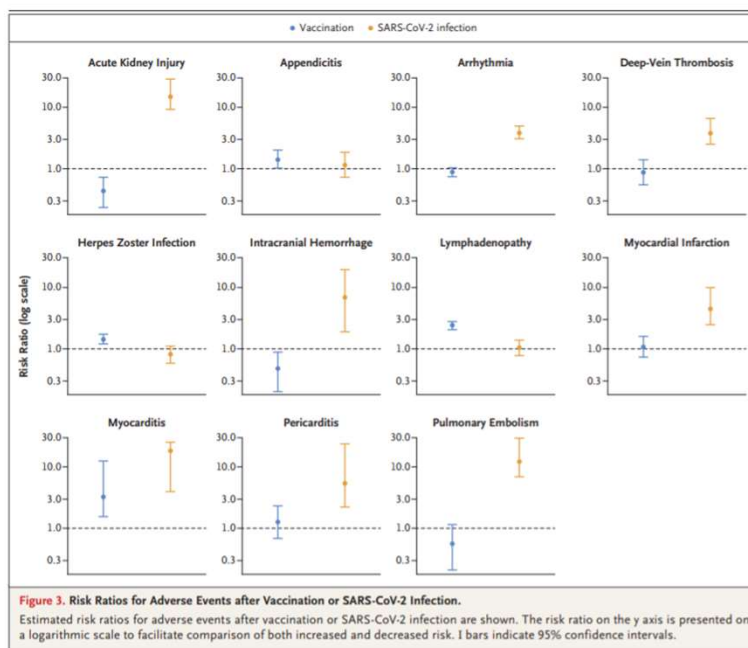 Vaccination SARS-CoV-2 infection
Acute Kidney Injury Appendicitis Arrhythmia Deep-Vein Thrombosis
30.0 30.0 30.0 30.0
10.0 10.0 10.0 10.0
3.0 3.0 3.0 3.0
1.0 1.0 1.0 1.0
0.3 0.3 0.3 0.3
Risk Ratio (log scale)
Herpes Zoster Infection Intracranial Hemorrhage Lymphadenopathy Myocardial Infarction
30.0 30.0 30.0 30.0
10.0 10.0 10.0 10.0
3.0 3.0 3.0 3.0
1.0 1.0 1.0 1.0
0.3 0.3 0.3 0.3
Myocarditis Pericarditis Pulmonary Embolism
30.0 30.0 30.0
10.0 10.0 10.0
3.0 3.0 3.0
1.0 1.0 1.0
0.3 0.3 0.3
Figure 3. Risk Ratios for Adverse Events after Vaccination or SARS-CoV-2 Infection.
Estimated risk ratios for adverse events after vaccination or SARS-CoV-2 infection are shown. The risk ratio on the y axis is presented on
a logarithmic scale to facilitate comparison of both increased and decreased risk. I bars indicate 95% confidence intervals.